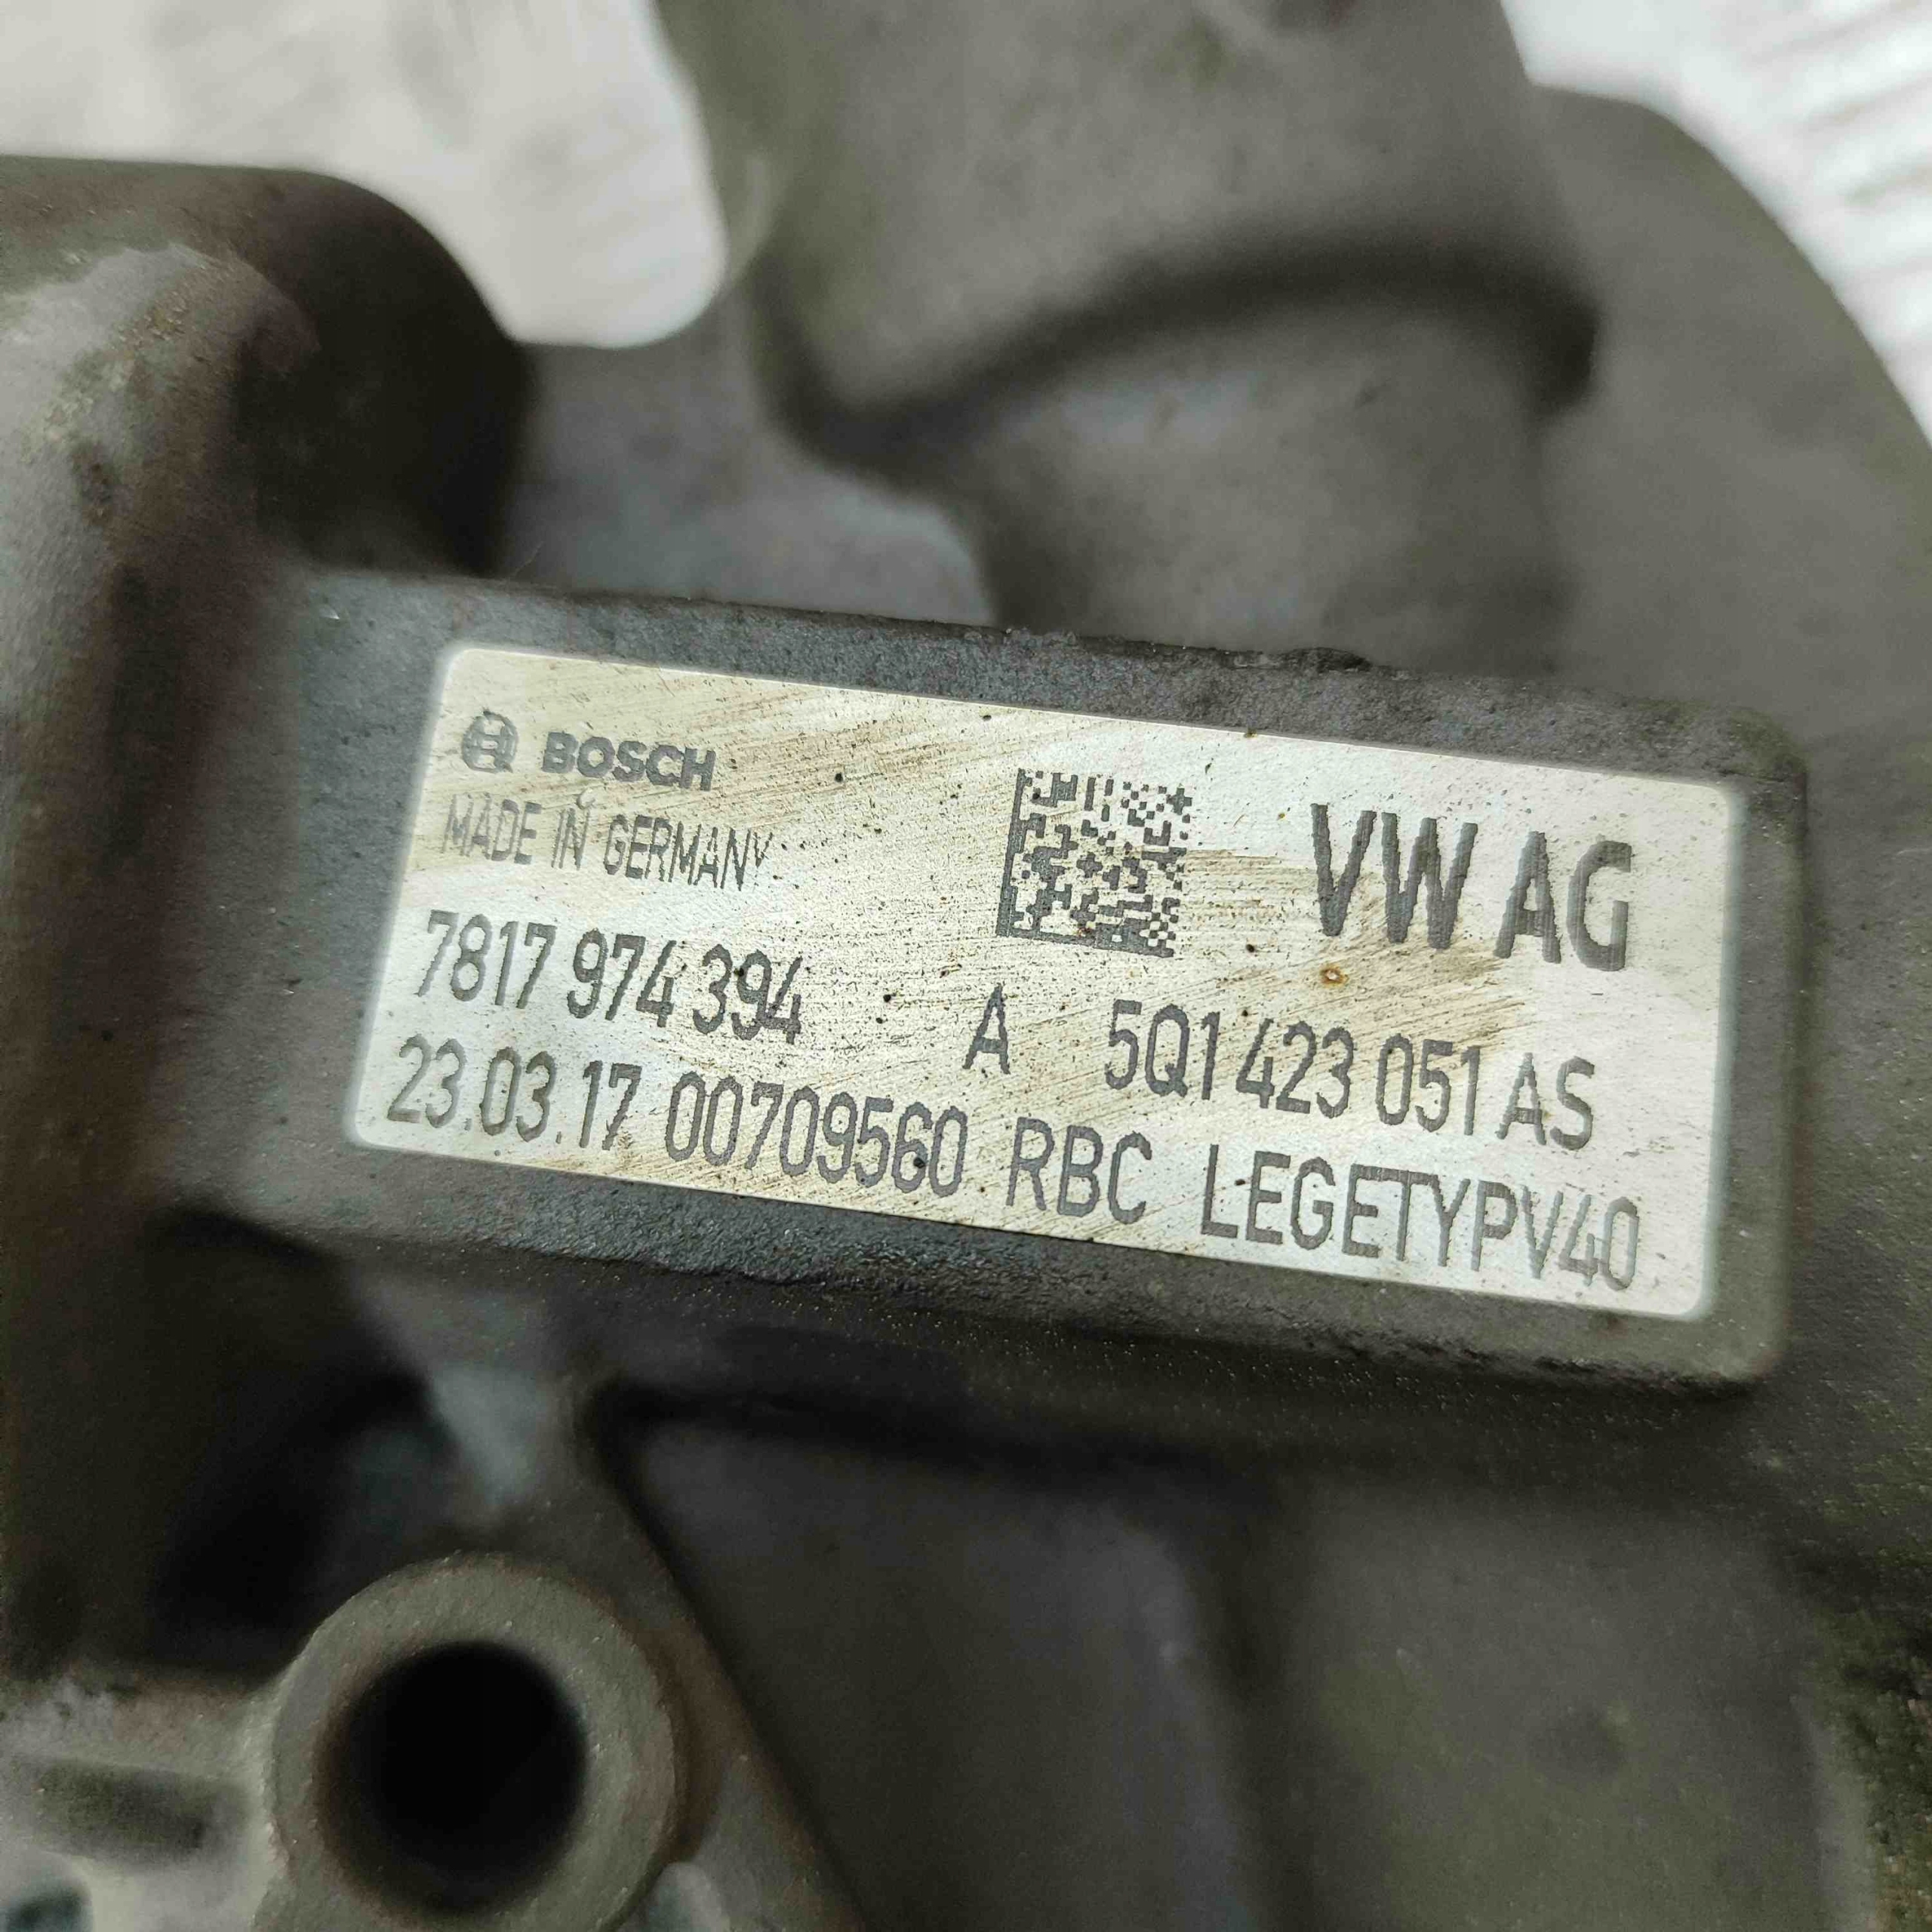 BOSCH
MADE IN GERMANY
VW AG
7817 974 394 A 5Q1 423 051 AS
23.03.17 00709560 RBC LEGETYPV40